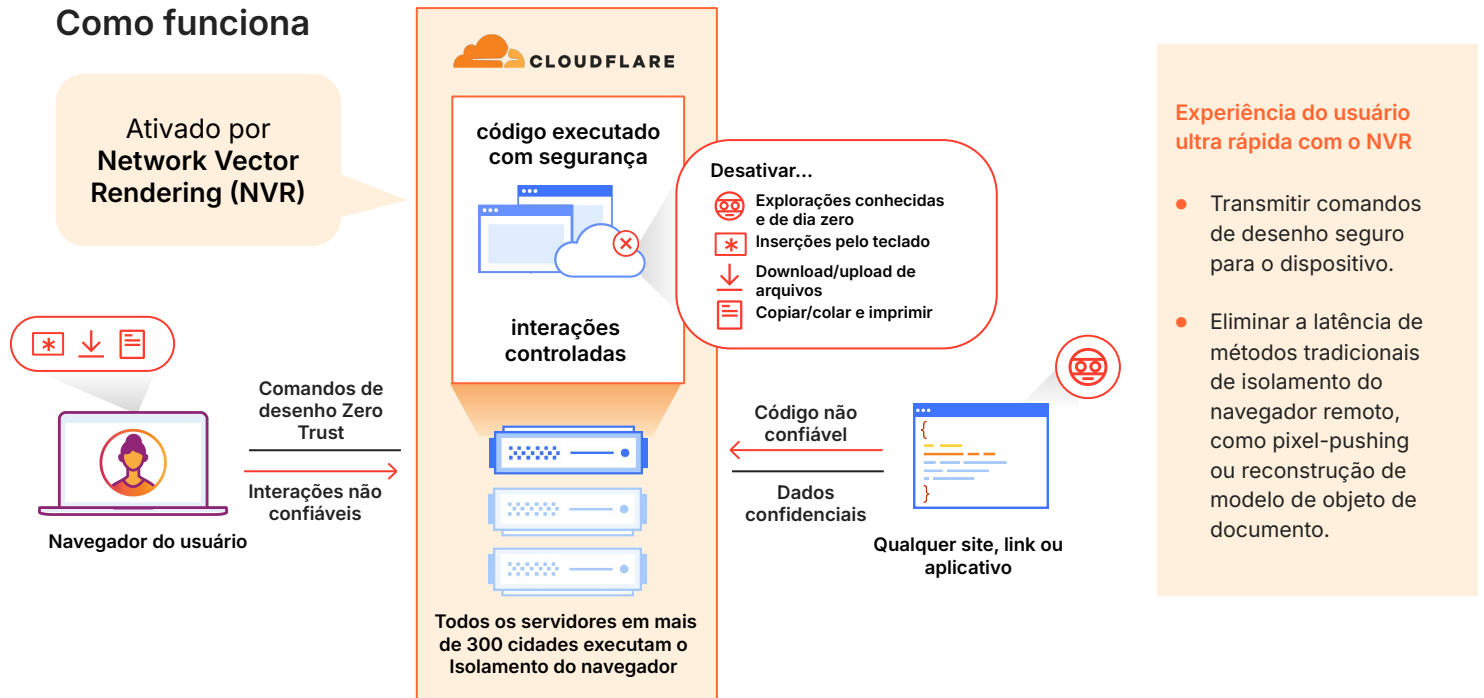 Como funciona
Ativado por
Network Vector
Rendering (NVR)
CLOUDFLARE
código executado
com segurança
interações
controladas
Desativar...
Explorações conhecidas
e de dia zero
Inserções pelo teclado
Download/upload de
arquivos
Copiar/colar e imprimir
Comandos de
desenho Zero
Trust
Interações não
confiáveis
Navegador do usuário
Código não
confiável
Dados
confidenciais
{
}
Qualquer site, link ou
aplicativo
Todos os servidores em mais
de 300 cidades executam o
Isolamento do navegador
Experiência do usuário
ultra rápida com o NVR
Transmitir comandos
de desenho seguro
para o dispositivo.
Eliminar a latência de
métodos tradicionais
de isolamento do
navegador remoto,
como pixel-pushing
ou reconstrução de
modelo de objeto de
documento.